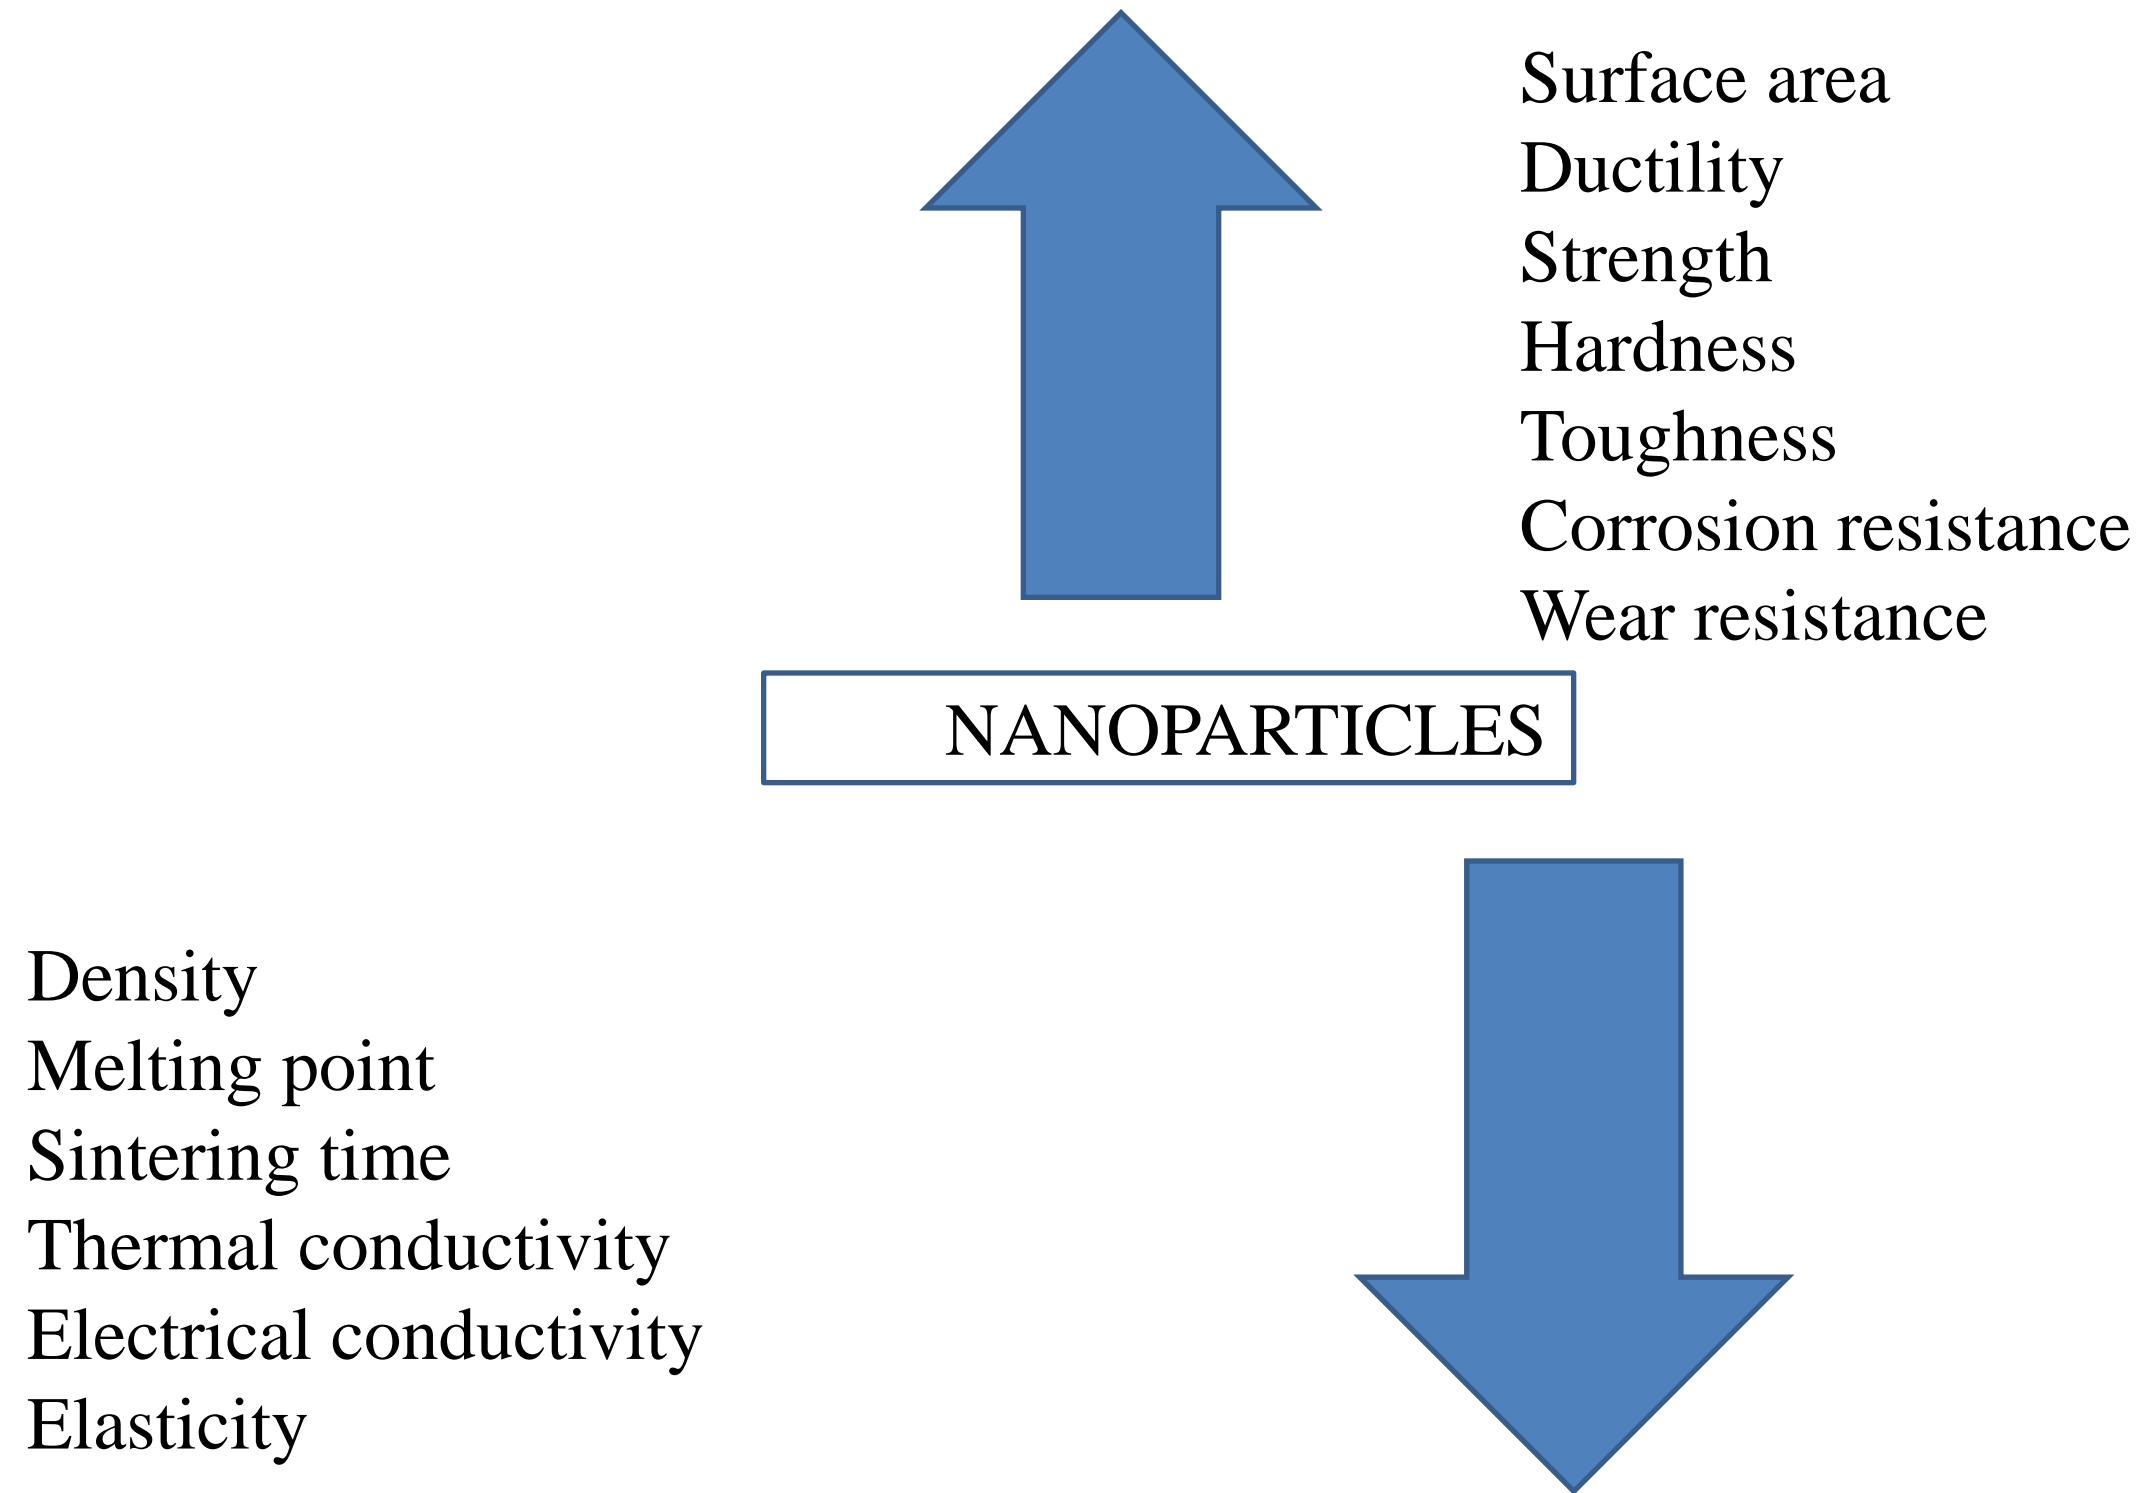 Surface area
Ductility
Strength
Hardness
Toughness
Corrosion resistance
Wear resistance
NANOPARTICLES
Density
Melting point
Sintering time
Thermal conductivity
Electrical conductivity
Elasticity